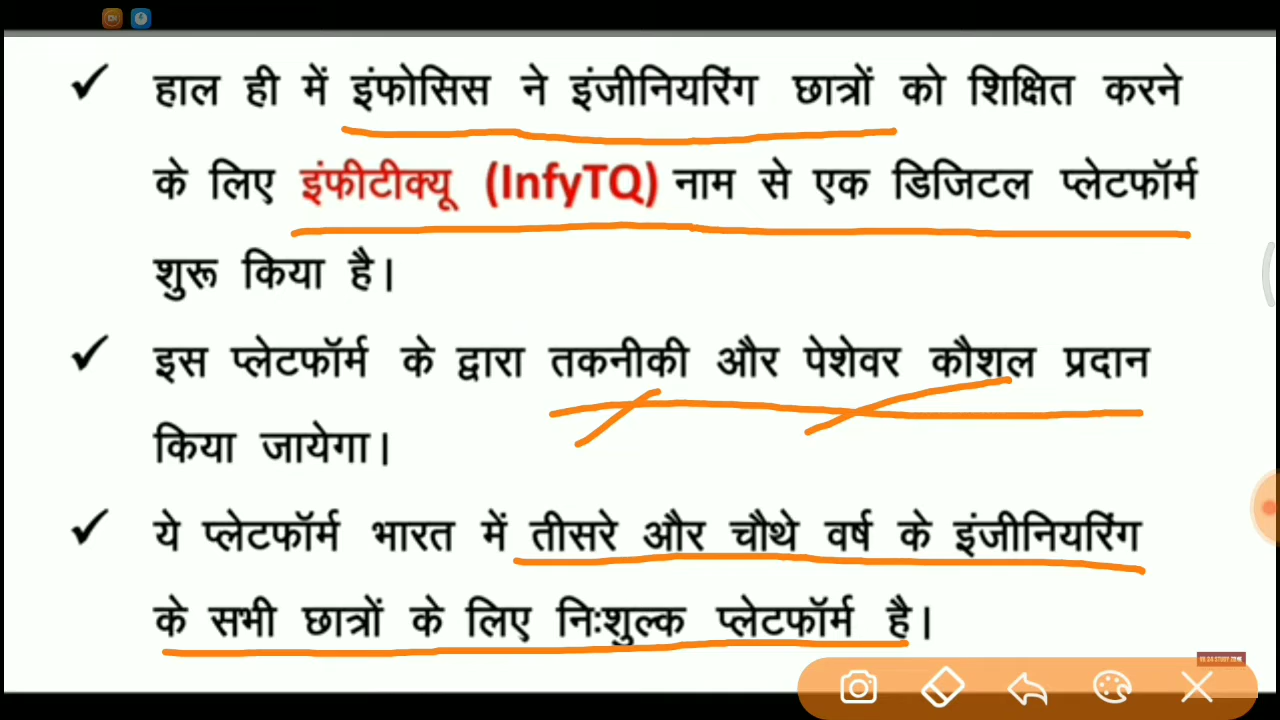 ✓ हाल ही में इंफोसिस ने इंजीनियरिंग छात्रों को शिक्षित करने
के लिए इंफीटीक्यू (InfyTQ) नाम से एक डिजिटल प्लेटफॉर्म
शुरू किया है।
✓ इस प्लेटफॉर्म के द्वारा तकनीकी और पेशेवर कौशल प्रदान
किया जायेगा।
✓ ये प्लेटफॉर्म भारत में तीसरे और चौथे वर्ष के इंजीनियरिंग
के सभी छात्रों के लिए निःशुल्क प्लेटफॉर्म है।